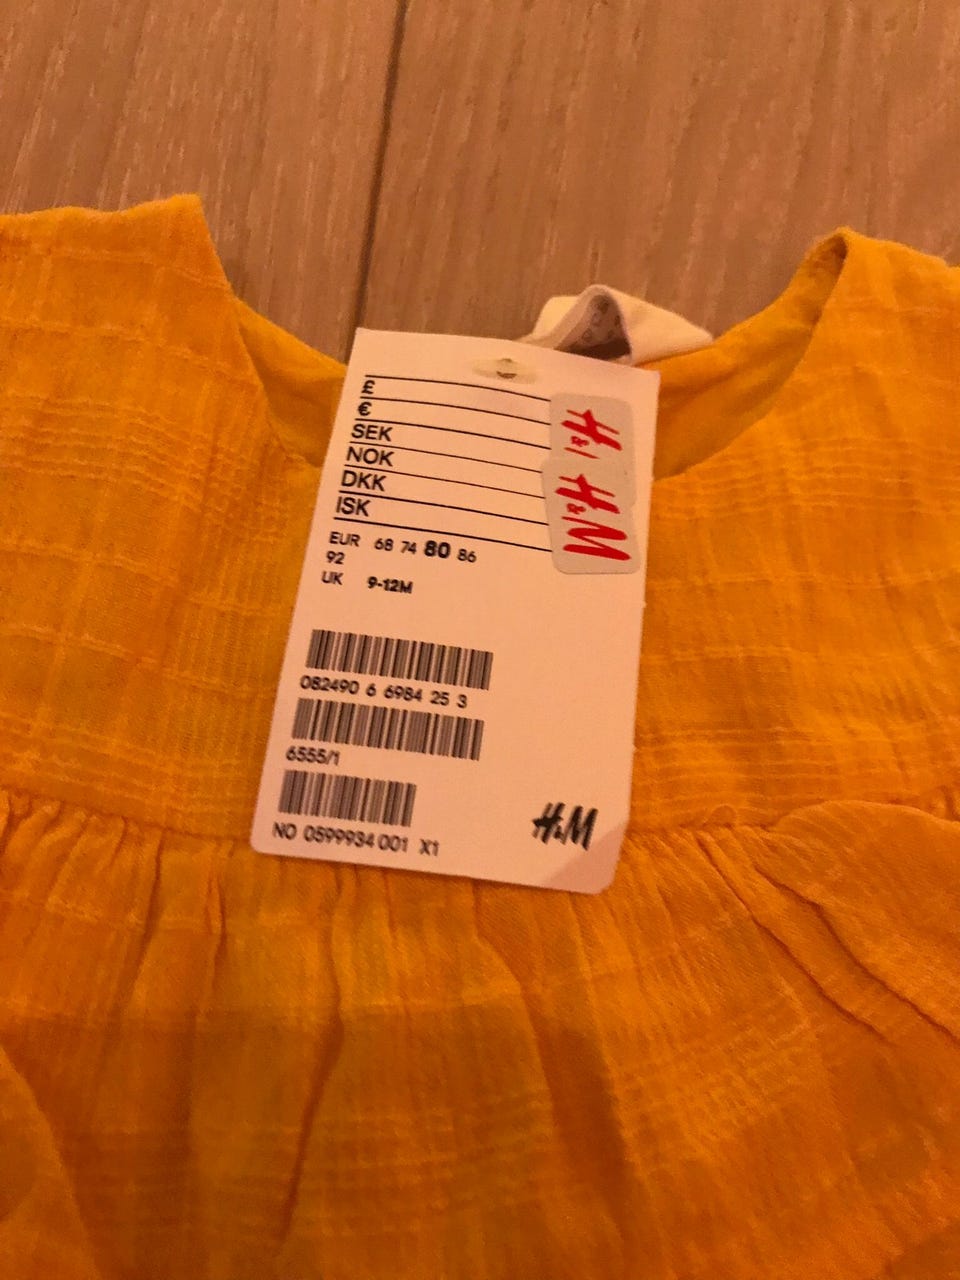 £
€
SEK
NOK
DKK
ISK
H&M
EUR 68 74 80 86
92
UK 9-12M
082490 6 6984 25 3
6555/1
NO 0599934 001 X1
H&M